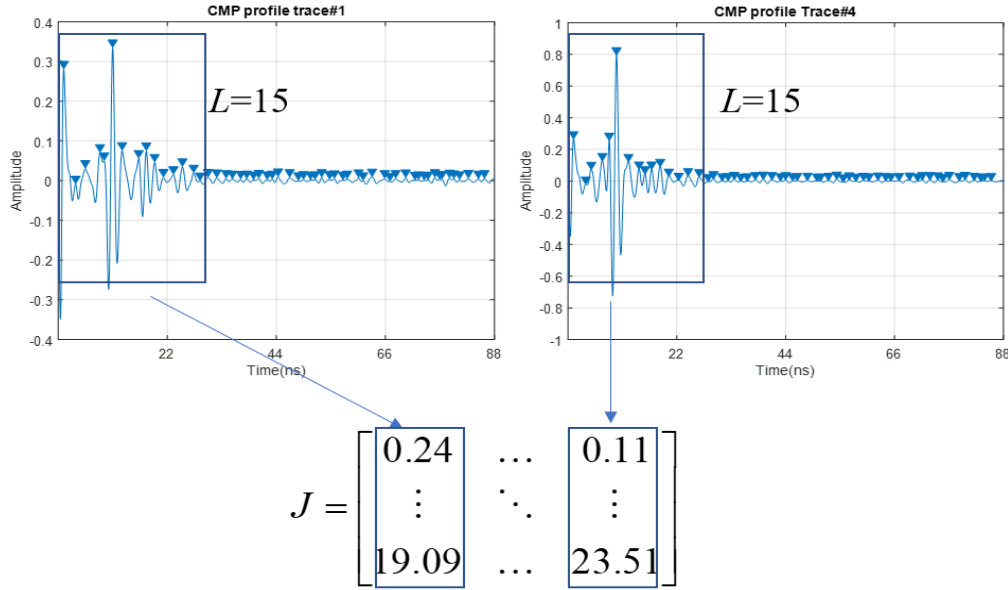 CMP profile trace#1
0.4
0.3
0.2
0.1
0
-0.1
-0.2
-0.3
-0.4
Amplitude
L=15
22 44 66 88
Time(ns)
CMP profile Trace#4
1
0.8
0.6
0.4
0.2
0
-0.2
-0.4
-0.6
-0.8
-1
Amplitude
L=15
22 44 66 88
Time(ns)
0.24 … 0.11
J = ⋮ ⋱ ⋮
19.09 … 23.51